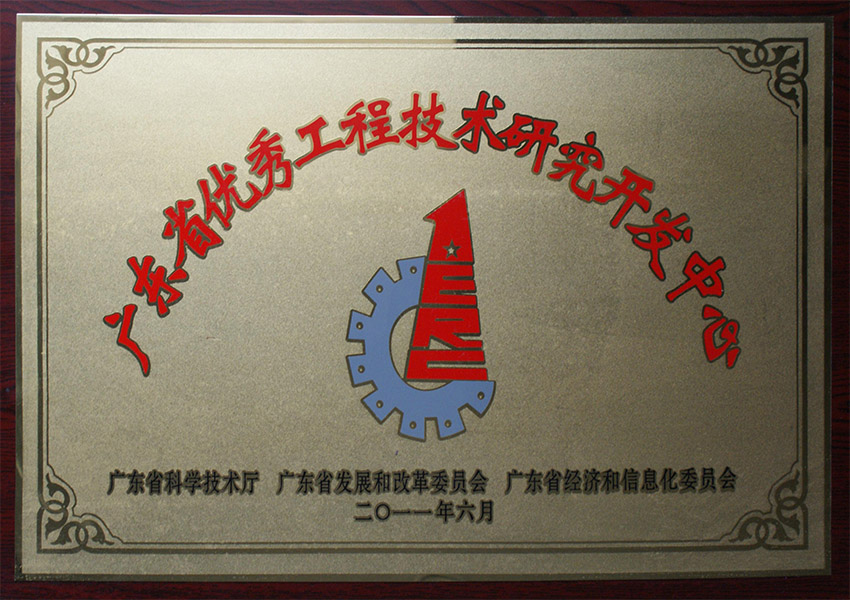 广东省优秀工程技术研究开发中心
ERC
广东省科学技术厅 广东省发展和改革委员会 广东省经济和信息化委员会
二〇一一年六月